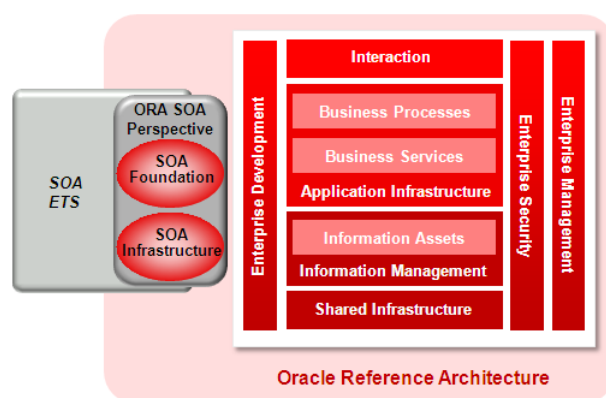 SOA
ETS
ORA SOA
Perspective
SOA
Foundation
SOA
Infrastructure
Enterprise Development
Interaction
Business Processes
Business Services
Application Infrastructure
Information Assets
Information Management
Shared Infrastructure
Enterprise Security
Enterprise Management
Oracle Reference Architecture